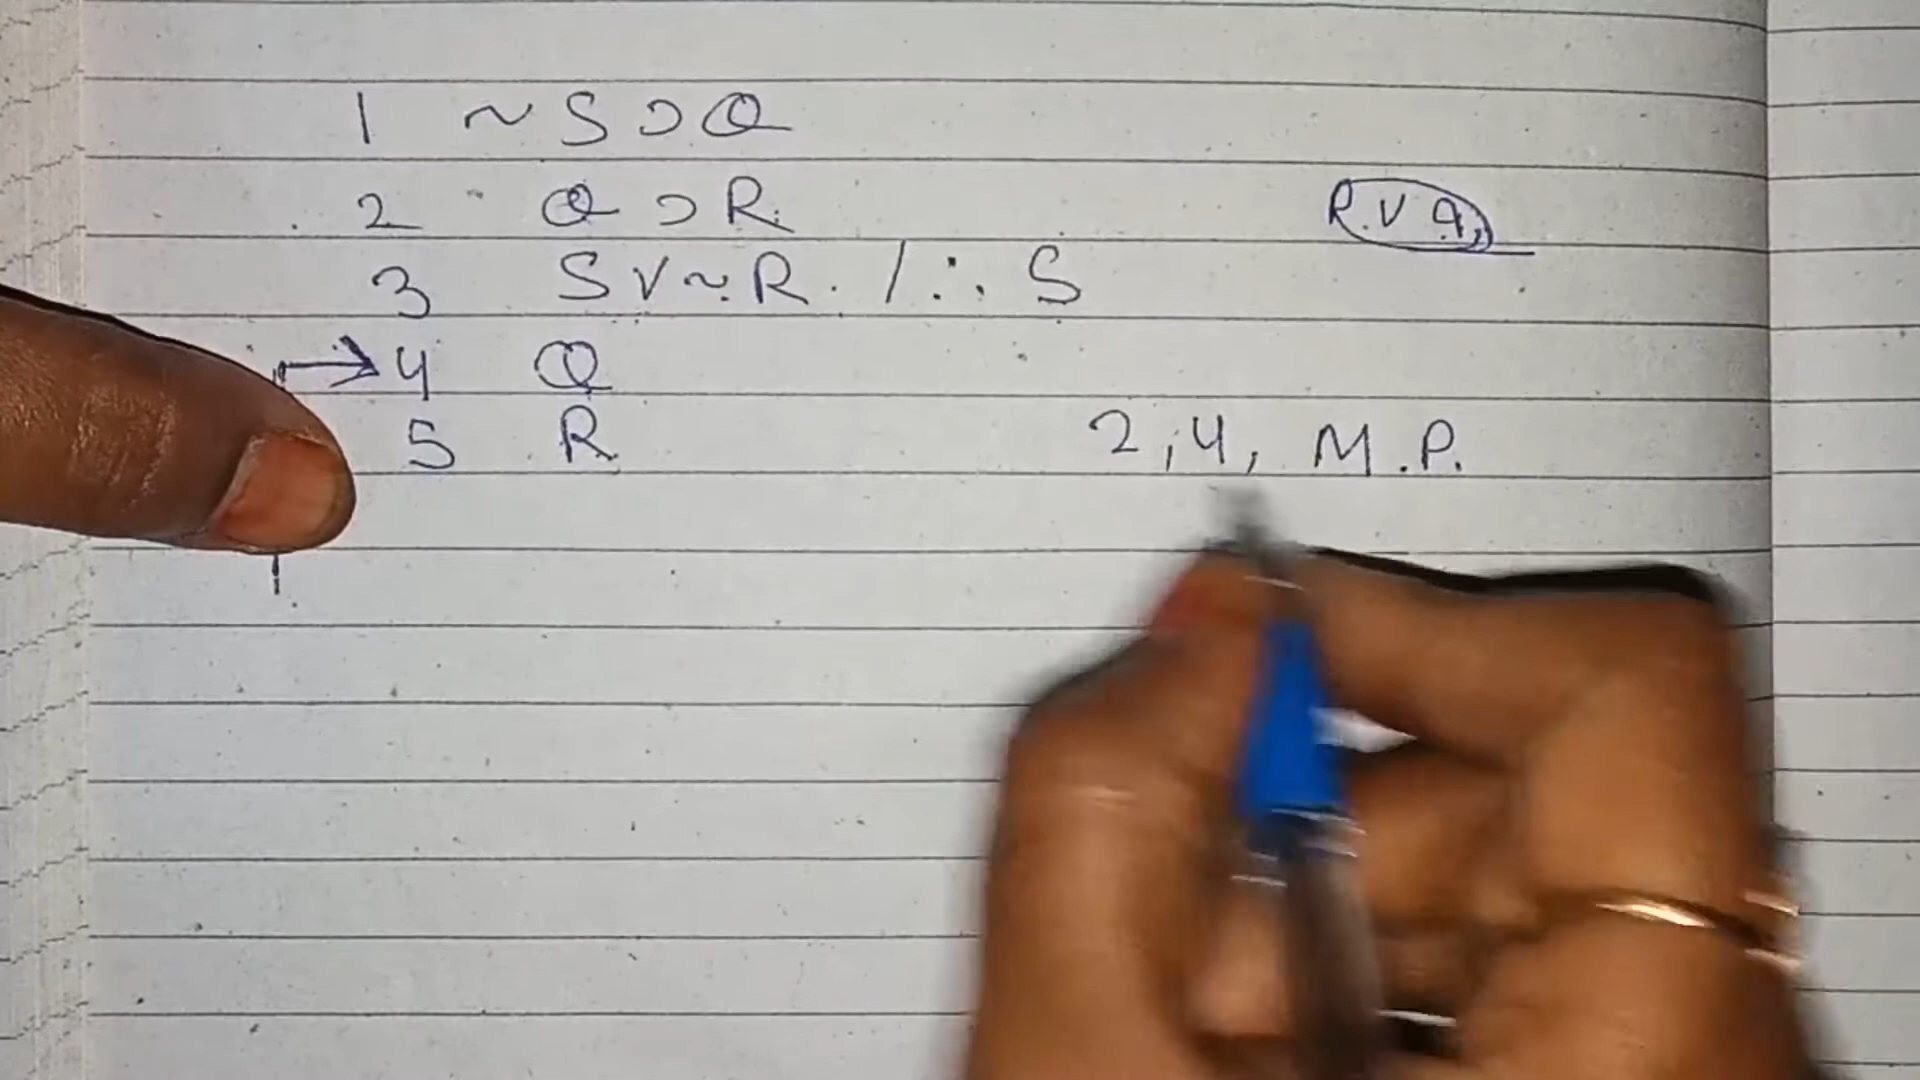 1 ~S⊃Q
2 Q⊃R
R.V.A,
3 S∨~R. /∴ S
→4 Q
5 R 2,4, M.P.